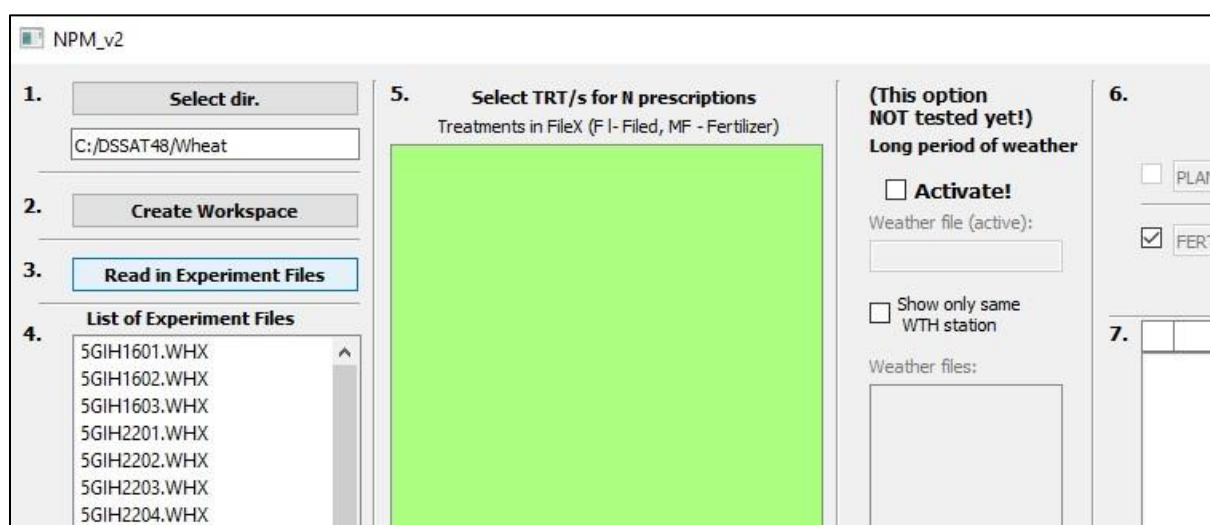 NPM_v2
1.
Select dir.
C:/DSSAT48/Wheat
2.
Create Workspace
3.
Read in Experiment Files
4.
List of Experiment Files
5GIH1601.WHX
5GIH1602.WHX
5GIH1603.WHX
5GIH2201.WHX
5GIH2202.WHX
5GIH2203.WHX
5GIH2204.WHX
5.
Select TRT/s for N prescriptions
Treatments in FileX (F l- Filed, MF - Fertilizer)
(This option
NOT tested yet!)
Long period of weather
Activate!
Weather file (active):
Show only same
WTH station
Weather files:
6.
7.